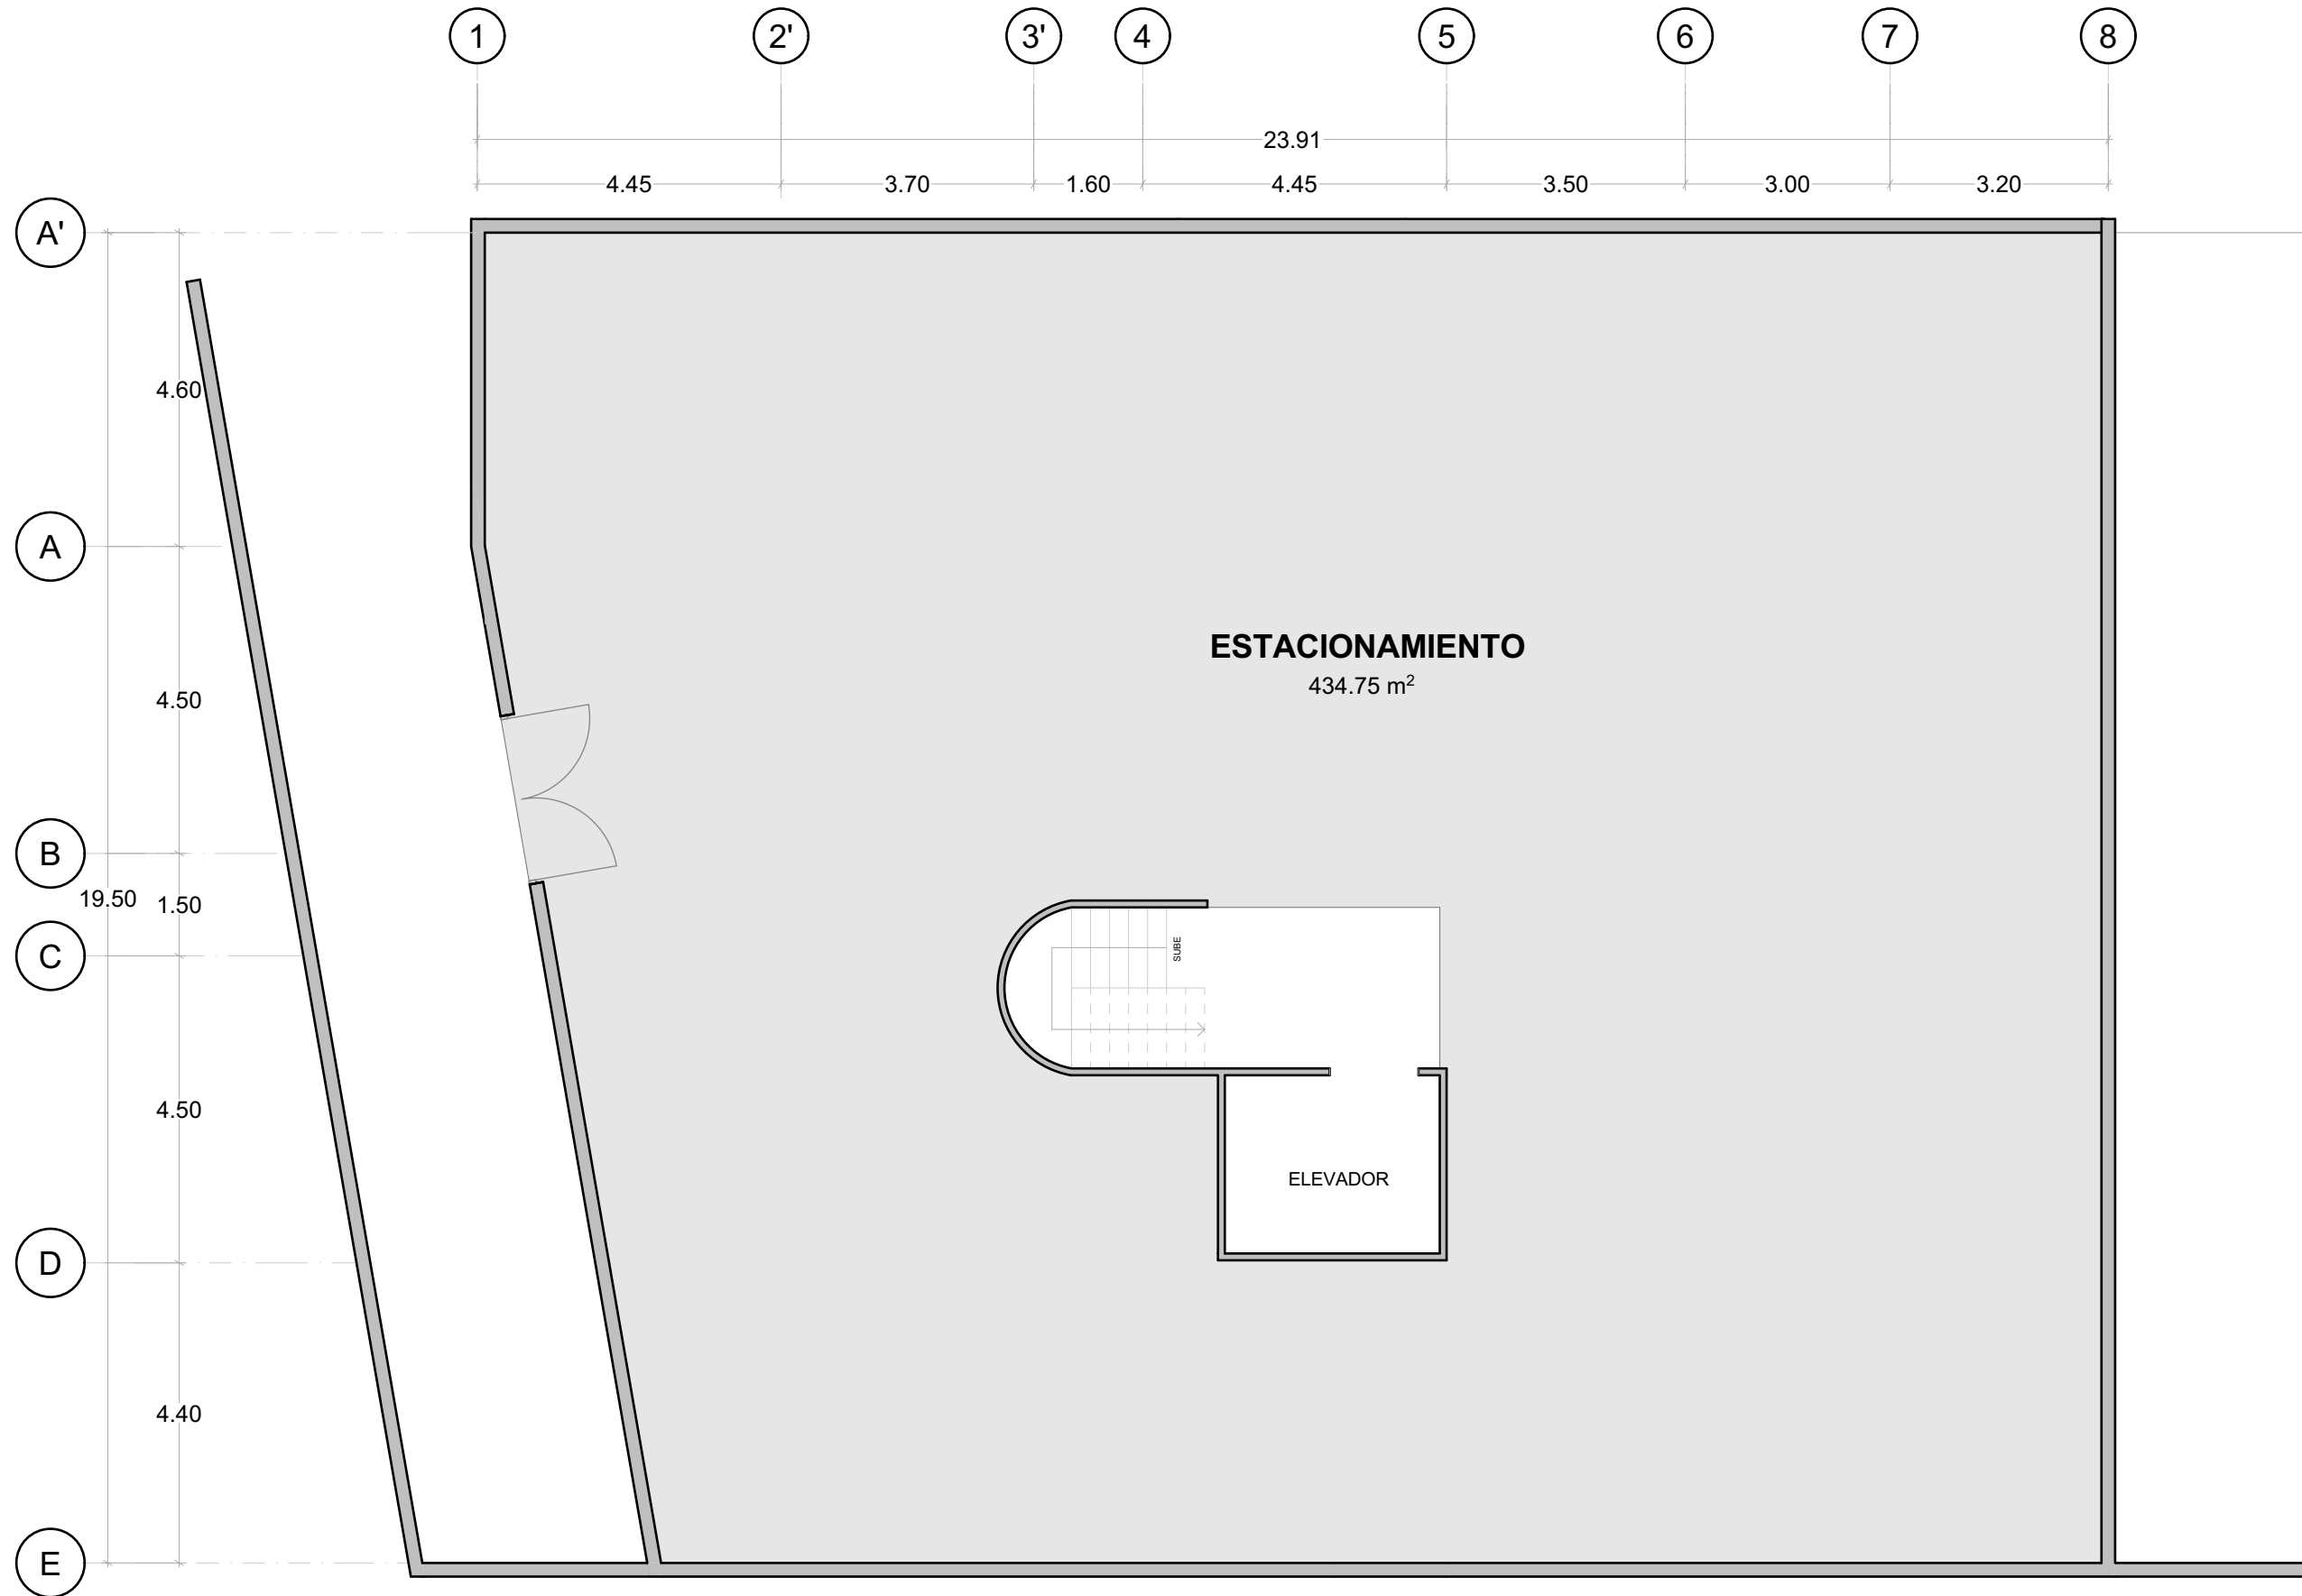 1 2' 3' 4 5 6 7 8
23.91
4.45 3.70 1.60 4.45 3.50 3.00 3.20
A'
4.60
A
ESTACIONAMIENTO
434.75 m²
4.50
B
19.50 1.50
C
SUBE
4.50
ELEVADOR
D
4.40
E